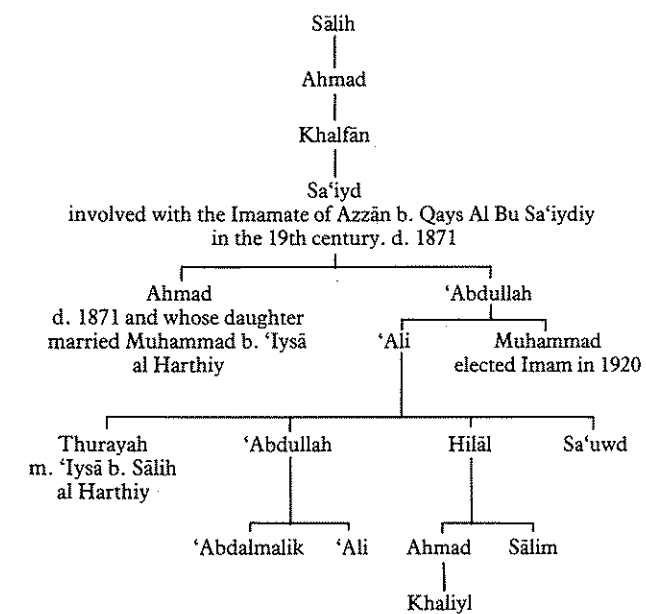 Sālih
Ahmad
Khalfān
Sa‘iyd
involved with the Imamate of Azzān b. Qays Al Bu Sa‘iydiy
in the 19th century. d. 1871
Ahmad
d. 1871 and whose daughter
married Muhammad b. ‘Iysā
al Harthiy
‘Abdullah
‘Ali
Muhammad
elected Imam in 1920
Thurayah
m. ‘Iysā b. Sālih
al Harthiy
‘Abdullah
Hilāl
Sa‘uwd
‘Abdalmalik
‘Ali
Ahmad
Sālim
Khaliyl